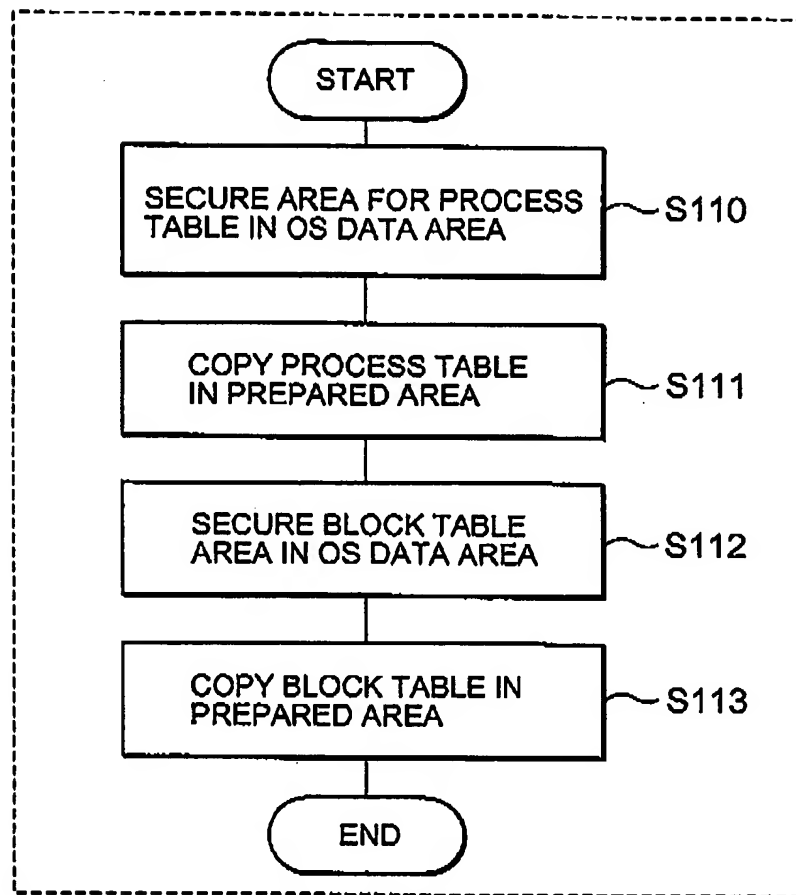 START
SECURE AREA FOR PROCESS
TABLE IN OS DATA AREA
S110
COPY PROCESS TABLE
IN PREPARED AREA
S111
SECURE BLOCK TABLE
AREA IN OS DATA AREA
S112
COPY BLOCK TABLE IN
PREPARED AREA
S113
END